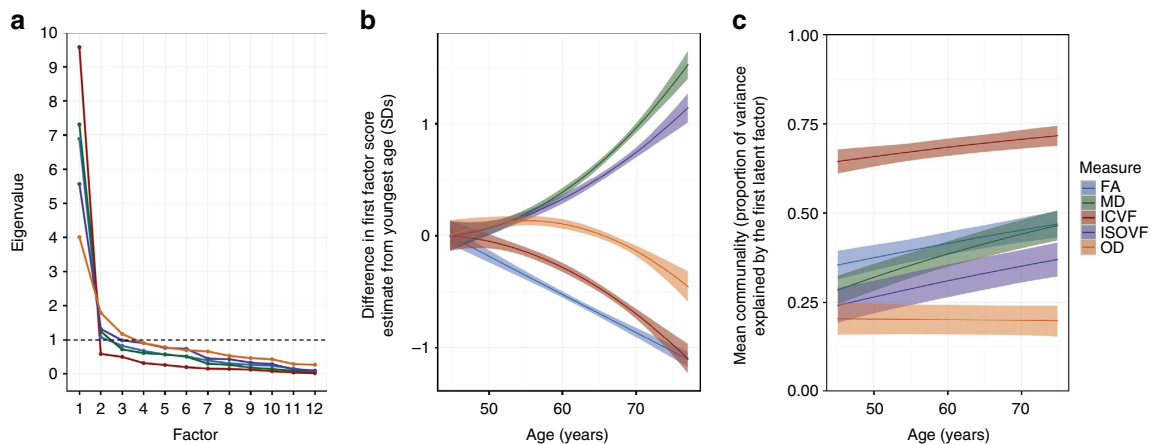 a
10
9
8
7
6
5
4
3
2
1
0
Eigenvalue
1 2 3 4 5 6 7 8 9 10 11 12
Factor
b
1
0
−1
Difference in first factor score
estimate from youngest age (SDs)
50 60 70
Age (years)
c
1.00
0.75
0.50
0.25
0.00
Mean communality (proportion of variance
explained by the first latent factor)
50 60 70
Age (years)
Measure
FA
MD
ICVF
ISOVF
OD